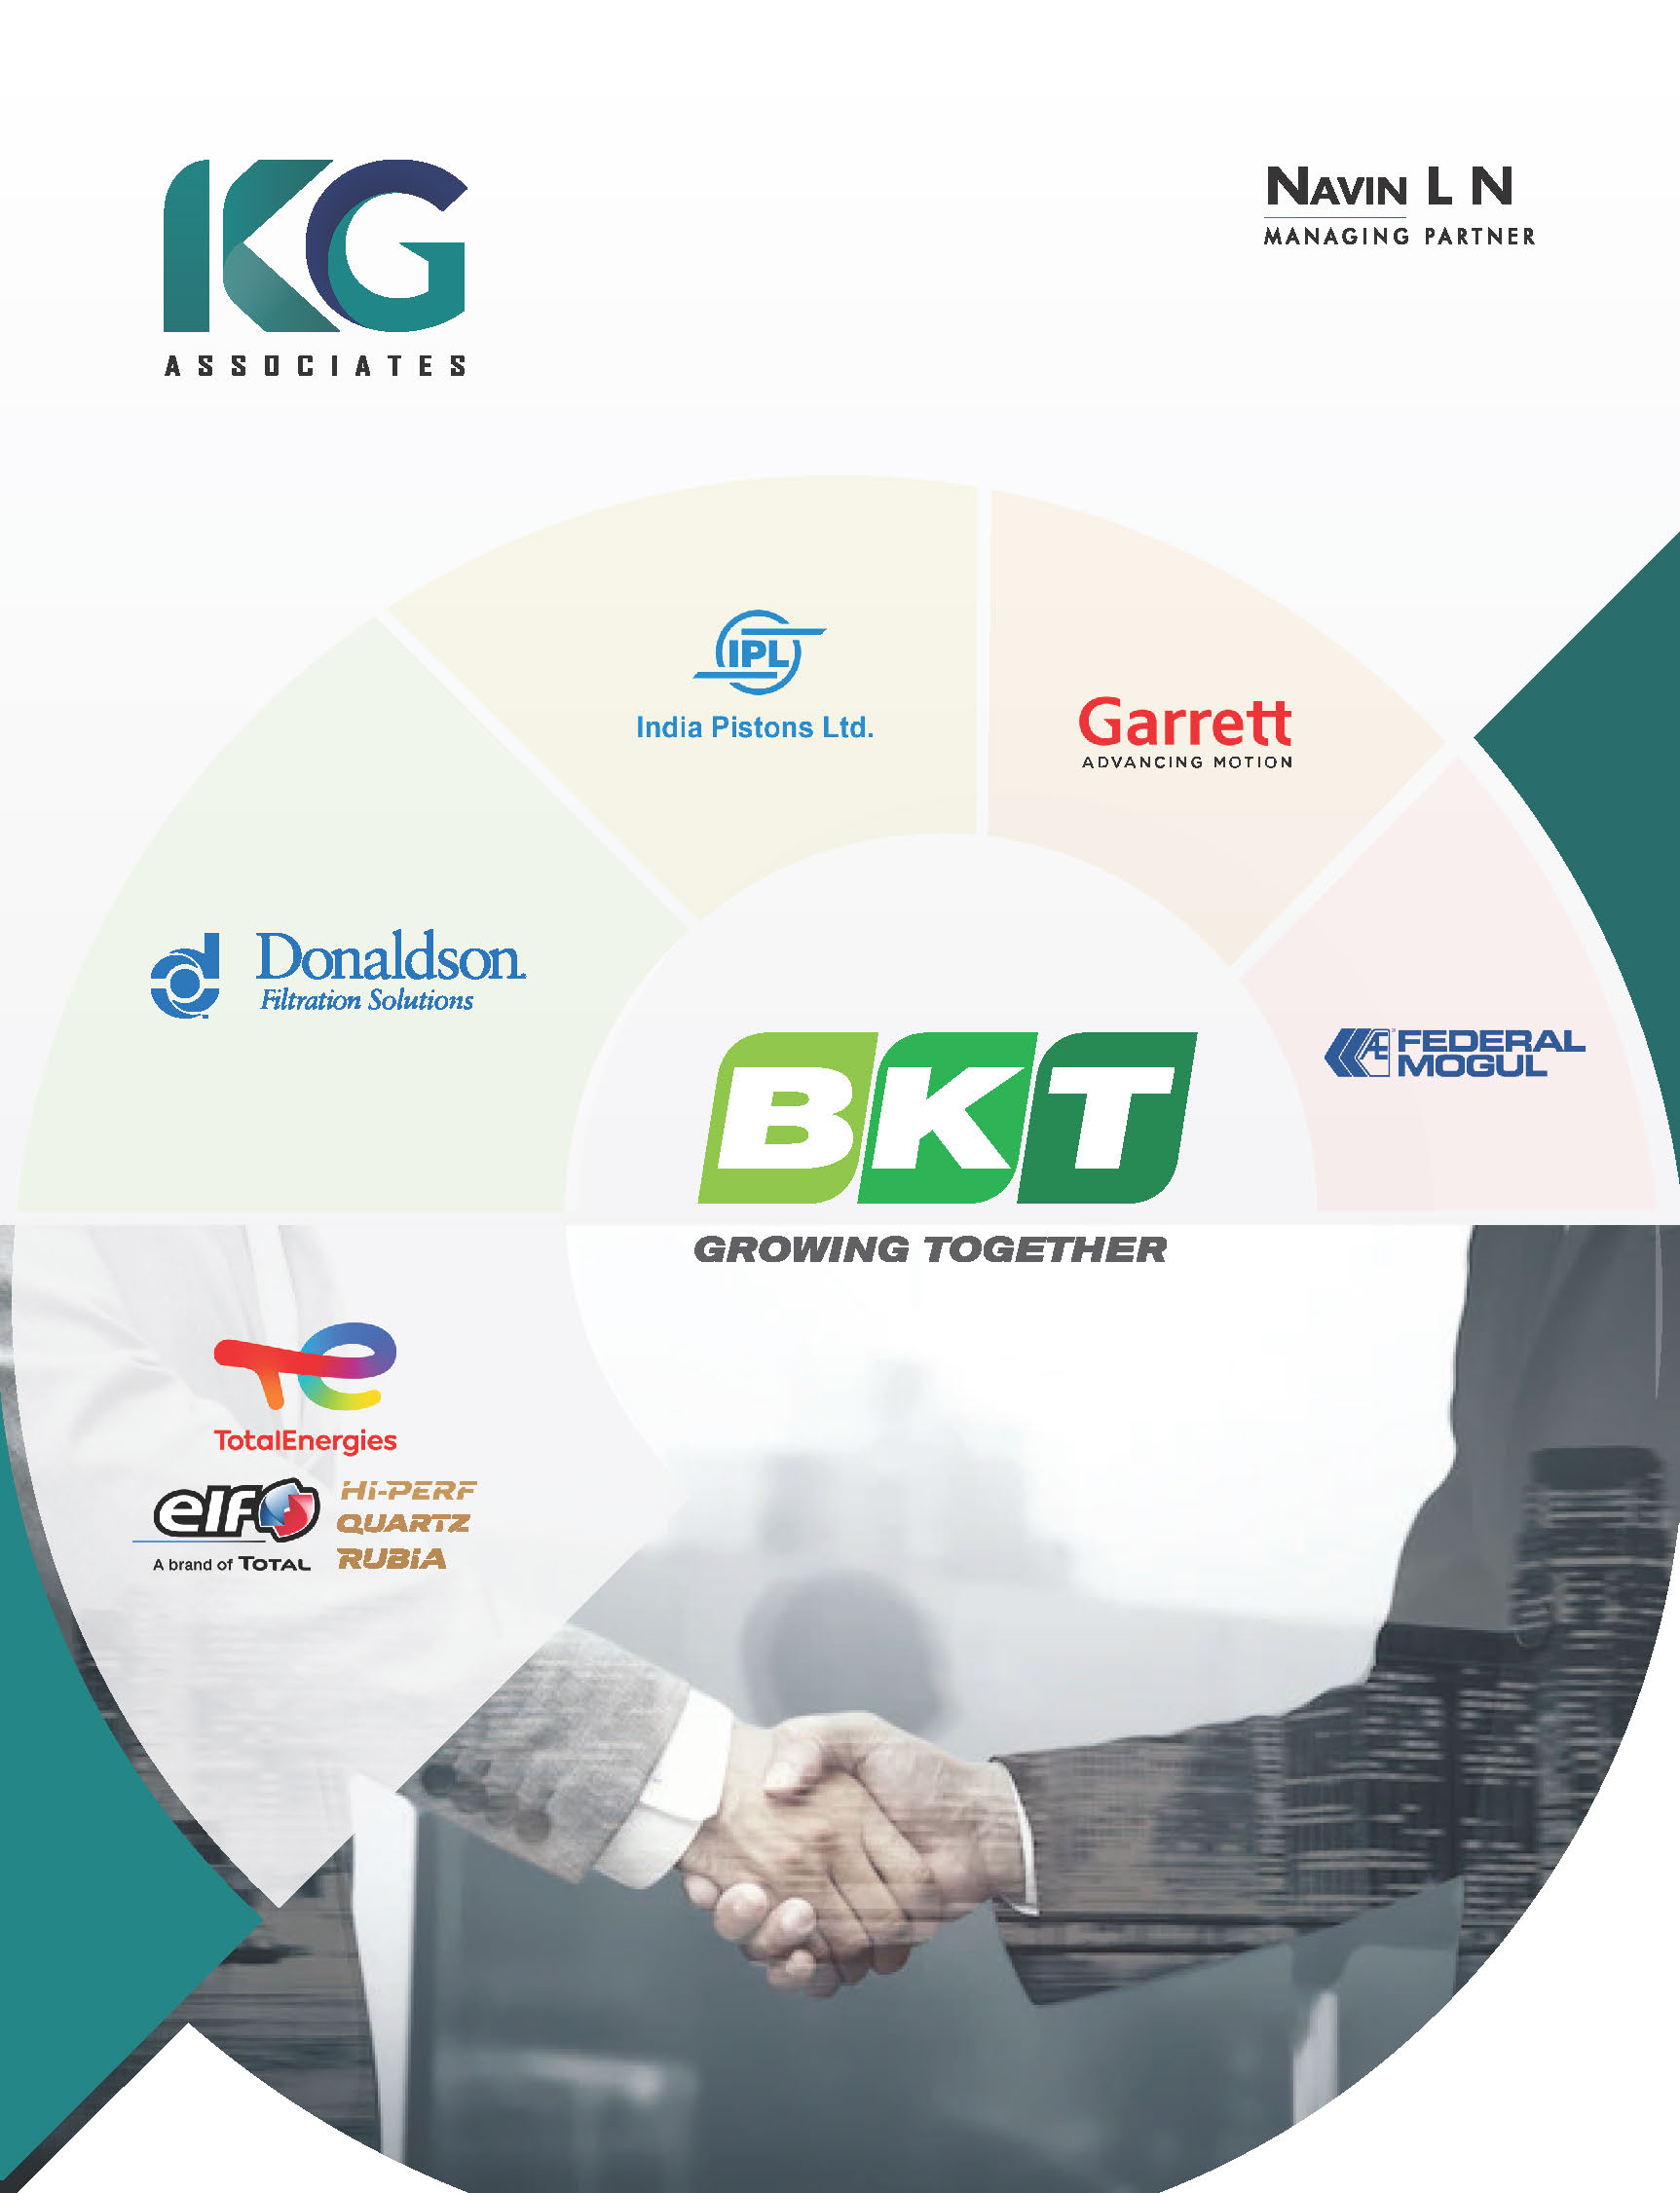 KG
ASSOCIATES
NAVIN L N
MANAGING PARTNER
IPL
India Pistons Ltd.
Garrett
ADVANCING MOTION
Donaldson.
Filtration Solutions
FEDERAL
MOGUL
BKT
GROWING TOGETHER
TotalEnergies
elf
A brand of TOTAL
Hi-PERF
QUARTZ
RUBiA